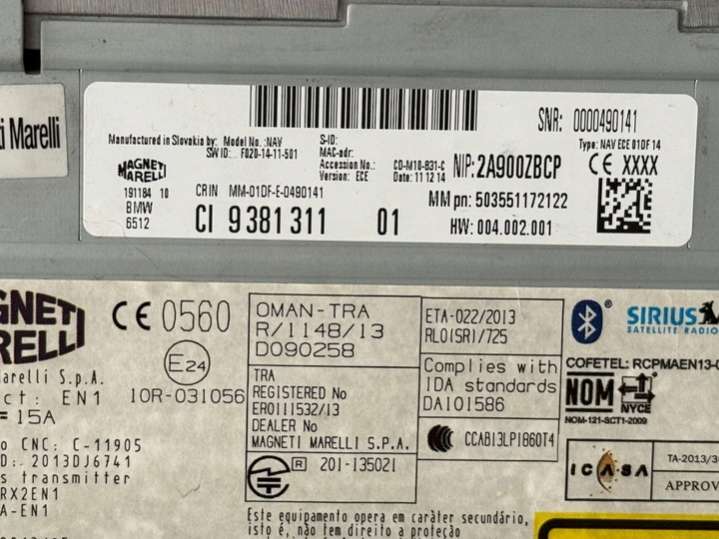 ti Marelli
SNR: 0000490141
Manufactured in Slovakia by: Model No.:NAV
SW ID: F020-14-11-501
S-ID:
MAC-adr:
Accession No.: CD-M10-831-C
Version: ECE Date: 11 12 14
NIP: 2A900ZBCP
Type: NAV ECE 01DF 14
CE XXXX
MAGNETI
MARELLI
191184 10
BMW
6512
CRIN MM-01DF-E-0490141
CI 9 381 311 01
MM pn: 503551172122
HW: 004.002.001
GNETI
RELLI
CE 0560
E24
10R-031056
Marelli S.p.A.
ct: EN1
= 15A
o CNC: C-11905
D: 2013DJ6741
s transmitter
RX2EN1
A-EN1
OMAN-TRA
R/1148/13
D090258
TRA
REGISTERED No
ER0111532/13
DEALER No
MAGNETI MARELLI S.P.A.
R 201-135021
ETA-022/2013
RLO(SR)/725
Complies with
IDA standards
DA101586
CCAB13LP1860T4
SIRIUS
SATELLITE RADIO
COFETEL: RCPMAEN13-0
NOM
NYCE
NOM-121-SCT1-2009
ICASA
TA-2013/3
APPROV
Este equipamento opera em caráter secundário,
isto é, não tem direito a proteção